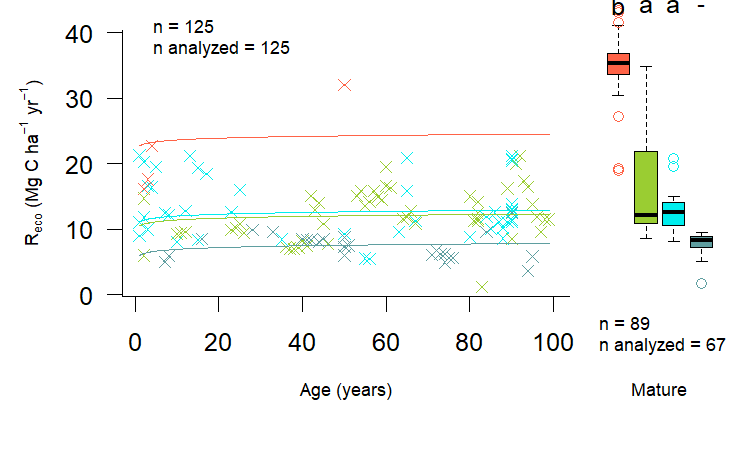 b a a -
n = 125
n analyzed = 125
40
30
20
10
0
Reco (Mg C ha−1 yr−1)
0 20 40 60 80 100
Age (years)
n = 89
n analyzed = 67
Mature